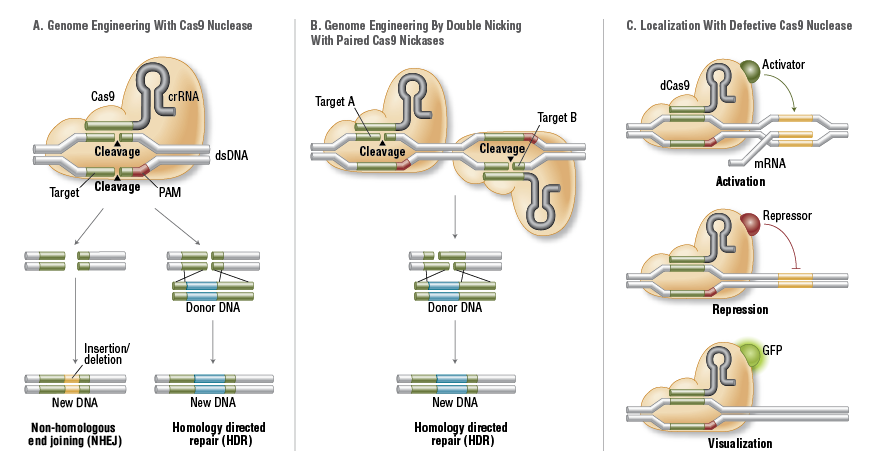 A. Genome Engineering With Cas9 Nuclease
Cas9
crRNA
Cleavage
dsDNA
Target
Cleavage
PAM
Donor DNA
Insertion/
deletion
New DNA
New DNA
Non-homologous
end joining (NHEJ)
Homology directed
repair (HDR)
B. Genome Engineering By Double Nicking
With Paired Cas9 Nickases
Target A
Target B
Cleavage
Cleavage
Donor DNA
New DNA
Homology directed
repair (HDR)
C. Localization With Defective Cas9 Nuclease
Activator
dCas9
mRNA
Activation
Repressor
Repression
GFP
Visualization